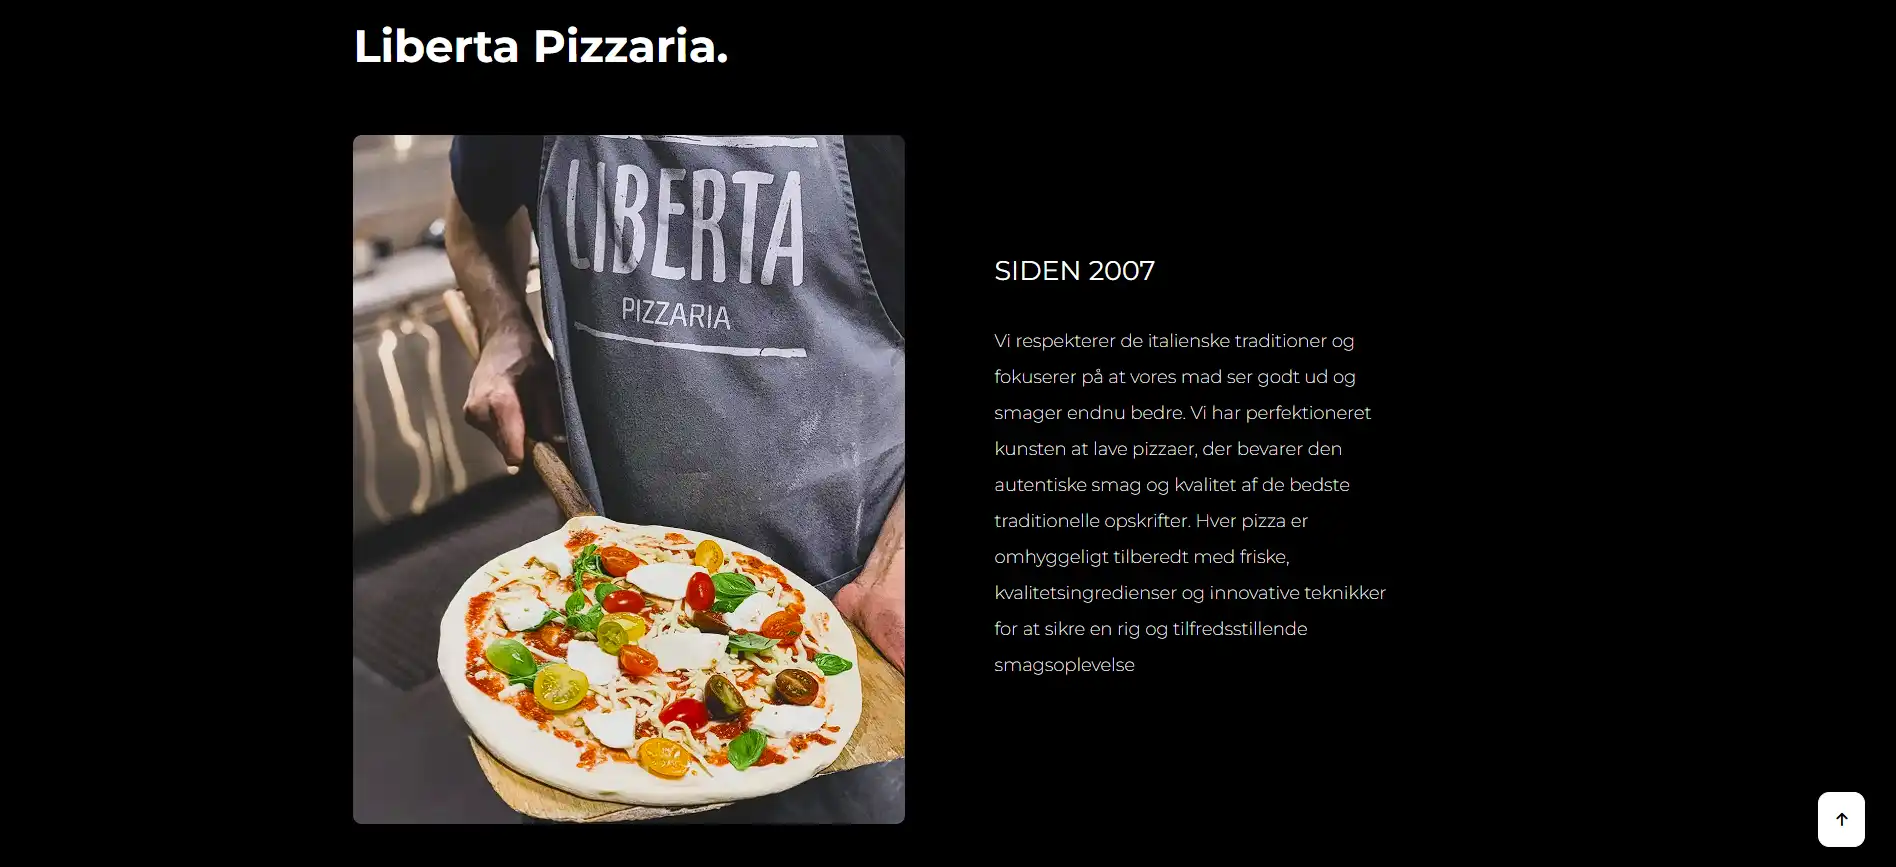 Liberta Pizzaria.
LIBERTA
PIZZARIA
SIDEN 2007
Vi respekterer de italienske traditioner og
fokuserer på at vores mad ser godt ud og
smager endnu bedre. Vi har perfektioneret
kunsten at lave pizzaer, der bevarer den
autentiske smag og kvalitet af de bedste
traditionelle opskrifter. Hver pizza er
omhyggeligt tilberedt med friske,
kvalitetsingredienser og innovative teknikker
for at sikre en rig og tilfredsstillende
smagsoplevelse